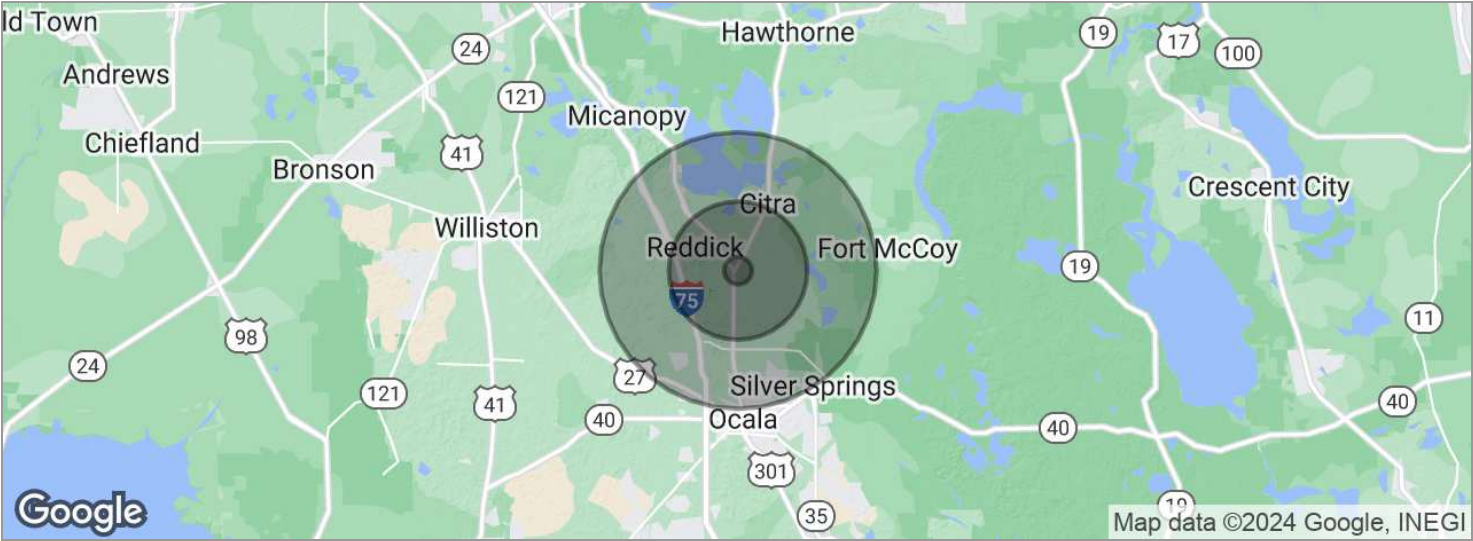 ld Town
Hawthorne
19
17
100
24
Andrews
121
Micanopy
Chiefland
41
Bronson
Crescent City
Citra
Williston
Reddick
Fort McCoy
19
75
11
98
24
27
121
41
Silver Springs
40
40
Ocala
40
301
Google
35
19
Map data ©2024 Google, INEGI